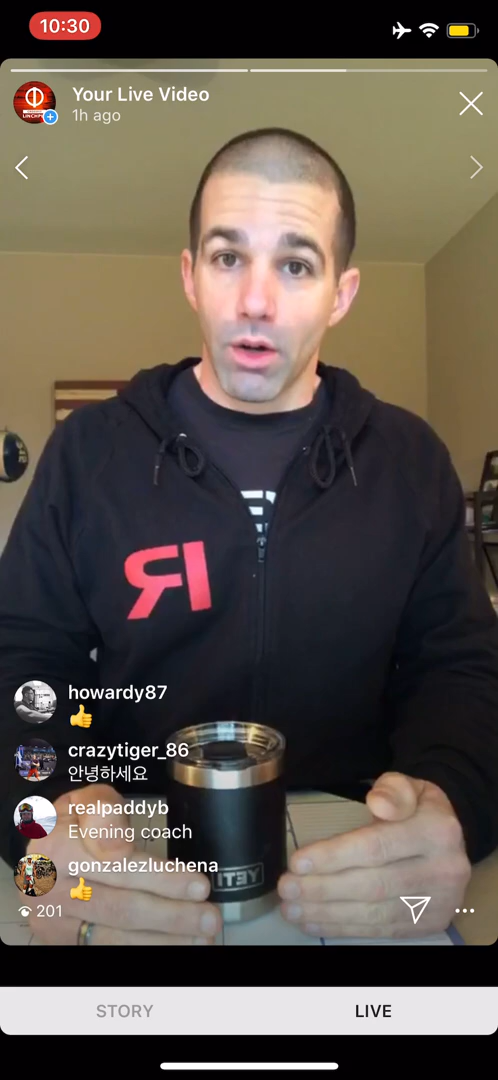 10:30
Your Live Video
1h ago
howardy87
👍
crazytiger_86
안녕하세요
realpaddyb
Evening coach
gonzalezluchena
👍
YETI
201
STORY
LIVE